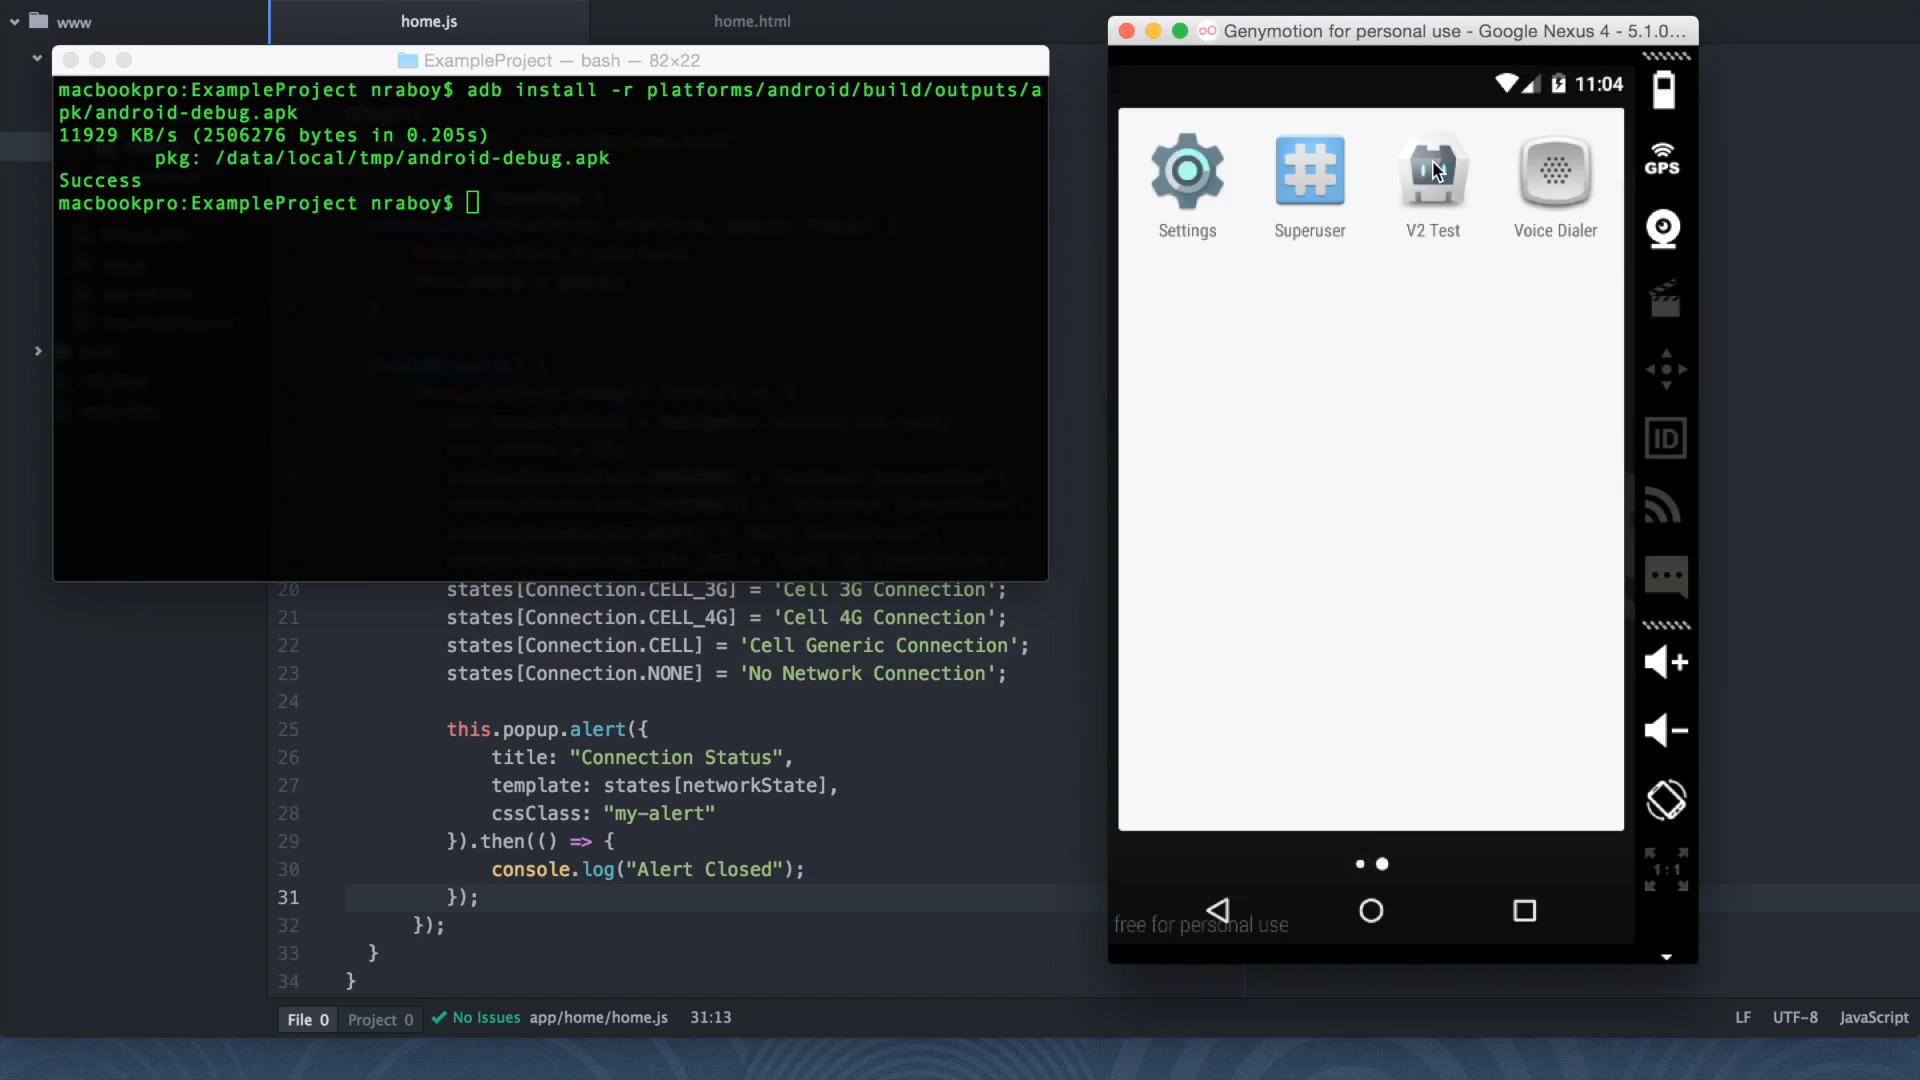 www
home.js
home.html
ExampleProject — bash — 82×22
macbookpro:ExampleProject nraboy$ adb install -r platforms/android/build/outputs/a
pk/android-debug.apk
11929 KB/s (2506276 bytes in 0.205s)
pkg: /data/local/tmp/android-debug.apk
Success
macbookpro:ExampleProject nraboy$
20 states[Connection.CELL_3G] = 'Cell 3G Connection';
21 states[Connection.CELL_4G] = 'Cell 4G Connection';
22 states[Connection.CELL] = 'Cell Generic Connection';
23 states[Connection.NONE] = 'No Network Connection';
24
25 this.popup.alert({
26 title: "Connection Status",
27 template: states[networkState],
28 cssClass: "my-alert"
29 }).then(() => {
30 console.log("Alert Closed");
31 });
32 });
33 }
34 }
File 0 Project 0 No Issues app/home/home.js 31:13
LF UTF-8 JavaScript
Genymotion for personal use - Google Nexus 4 - 5.1.0...
11:04
Settings Superuser V2 Test Voice Dialer
free for personal use
GPS
ID
1:1